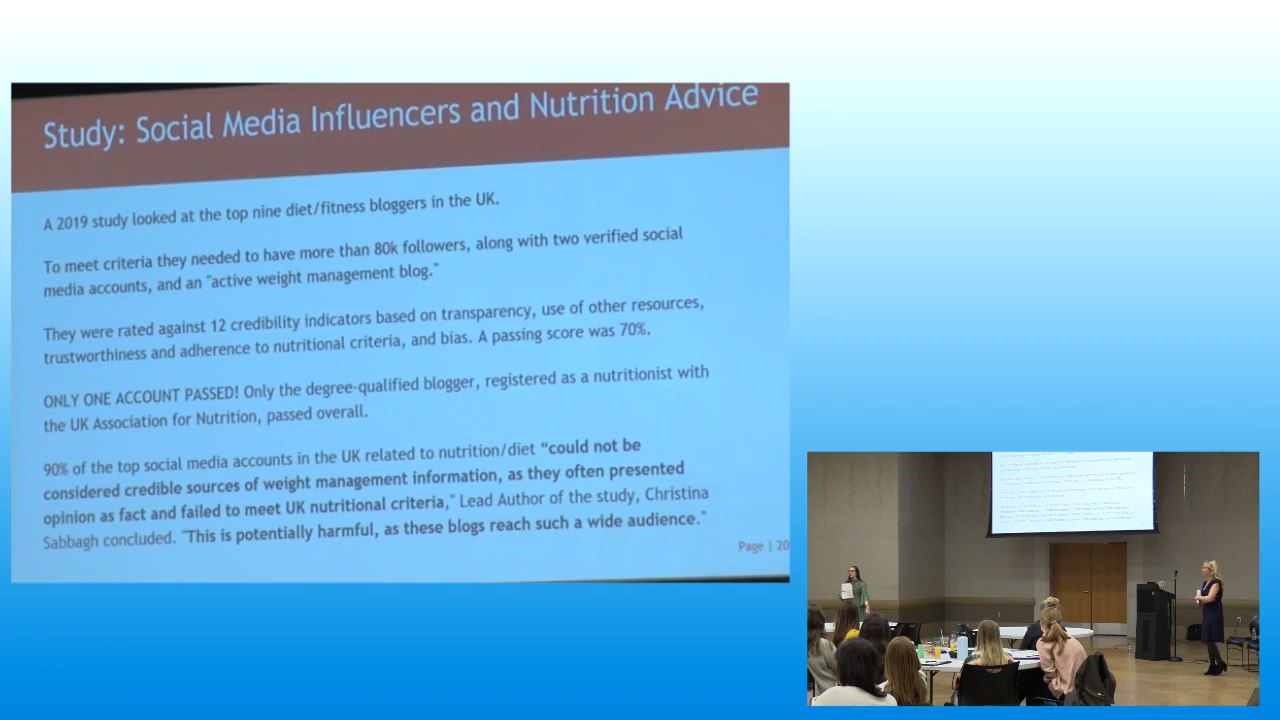 Study: Social Media Influencers and Nutrition Advice
A 2019 study looked at the top nine diet/fitness bloggers in the UK.
To meet criteria they needed to have more than 80k followers, along with two verified social
media accounts, and an "active weight management blog."
They were rated against 12 credibility indicators based on transparency, use of other resources,
trustworthiness and adherence to nutritional criteria, and bias. A passing score was 70%.
ONLY ONE ACCOUNT PASSED! Only the degree-qualified blogger, registered as a nutritionist with
the UK Association for Nutrition, passed overall.
90% of the top social media accounts in the UK related to nutrition/diet “could not be
considered credible sources of weight management information, as they often presented
opinion as fact and failed to meet UK nutritional criteria," Lead Author of the study, Christina
Sabbagh concluded. "This is potentially harmful, as these blogs reach such a wide audience."
Page | 20